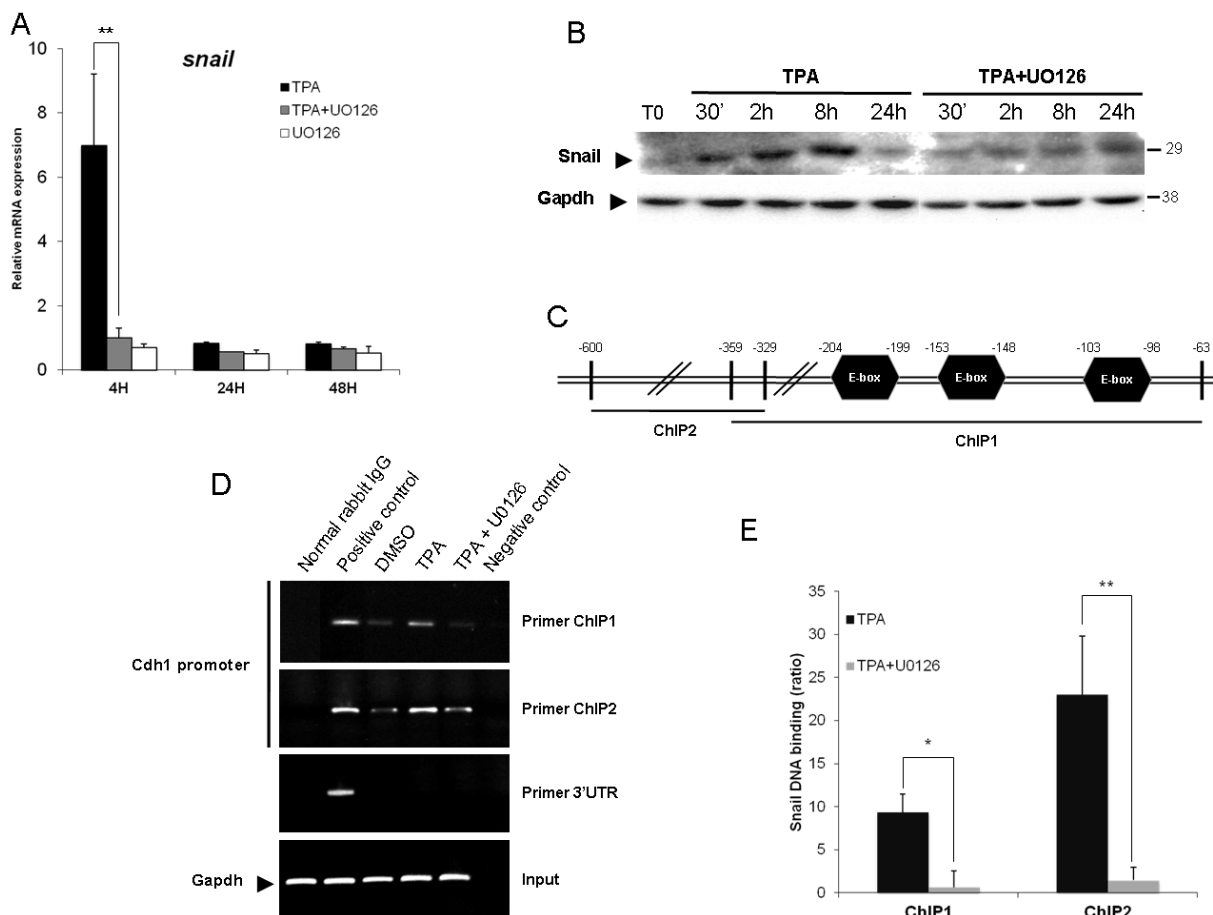 A
**
snail
10
8
6
4
2
0
Relative mRNA expression
TPA
TPA+UO126
UO126
4H 24H 48H
B
TPA TPA+UO126
T0 30' 2h 8h 24h 30' 2h 8h 24h
Snail 29
Gapdh 38
C
-600 -359 -329 -204 -199 -153 -148 -103 -98 -63
E-box E-box E-box
ChIP2
ChIP1
D
Normal rabbit IgG
Positive control
DMSO
TPA
TPA + U0126
Negative control
Cdh1 promoter
Primer ChIP1
Primer ChIP2
Primer 3'UTR
Gapdh Input
E
Snail DNA binding (ratio)
35
30
25
20
15
10
5
0
TPA
TPA+U0126
*
**
ChIP1 ChIP2